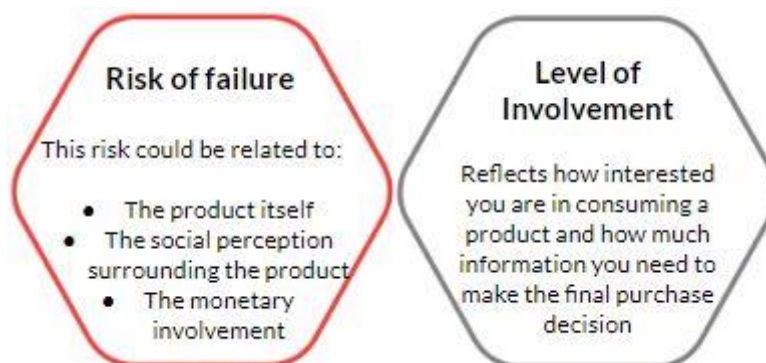 Risk of failure
This risk could be related to:
● The product itself
● The social perception
surrounding the product
● The monetary
involvement
Level of
Involvement
Reflects how interested
you are in consuming a
product and how much
information you need to
make the final purchase
decision